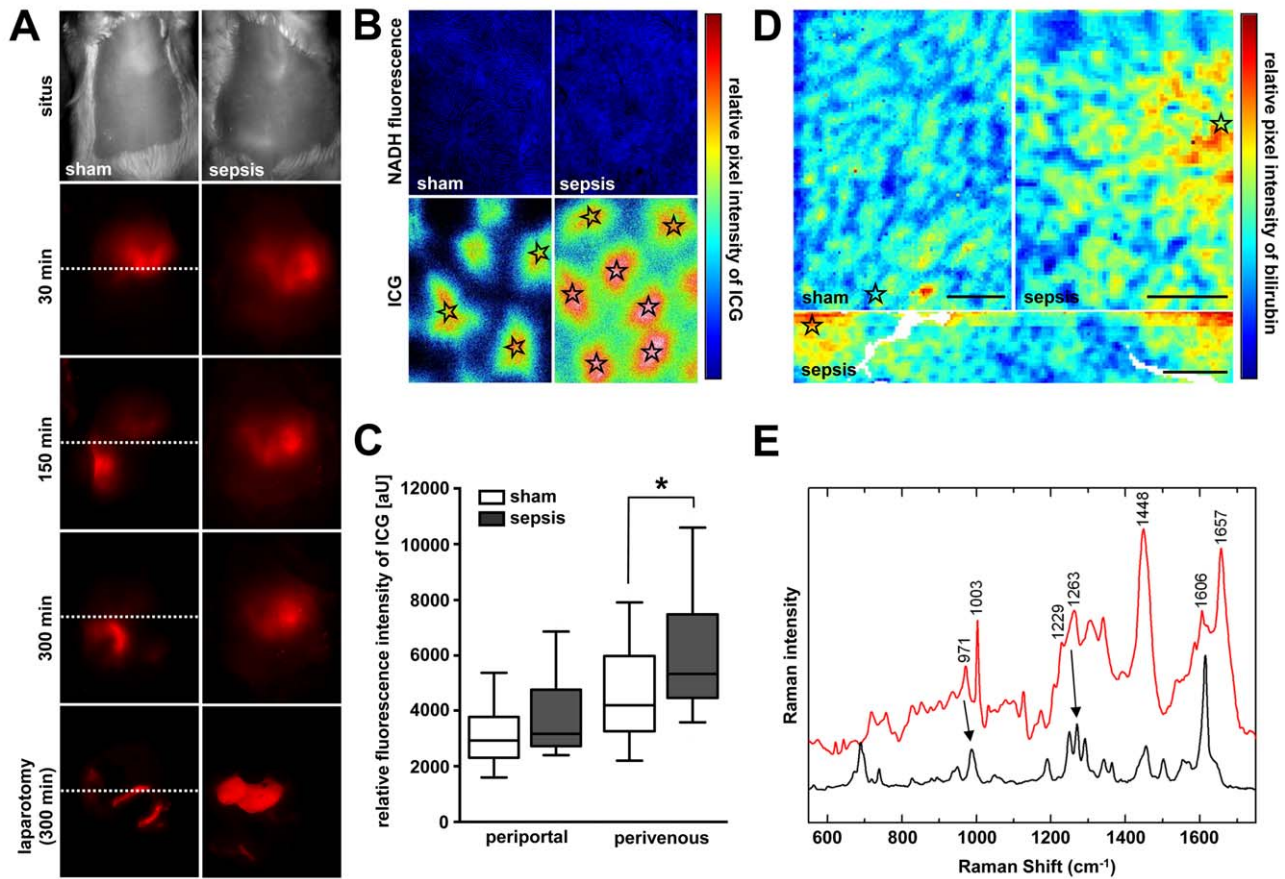 A
situs
sham
sepsis
30 min
150 min
300 min
laparotomy
(300 min)
B
NADH fluorescence
sham
sepsis
ICG
relative pixel intensity of ICG
C
relative fluorescence intensity of ICG [aU]
12000
10000
8000
6000
4000
2000
0
sham
sepsis
*
periportal
perivenous
D
sham
sepsis
sepsis
relative pixel intensity of bilirubin
E
Raman intensity
971
1003
1229
1263
1448
1606
1657
600
800
1000
1200
1400
1600
Raman Shift (cm⁻¹)